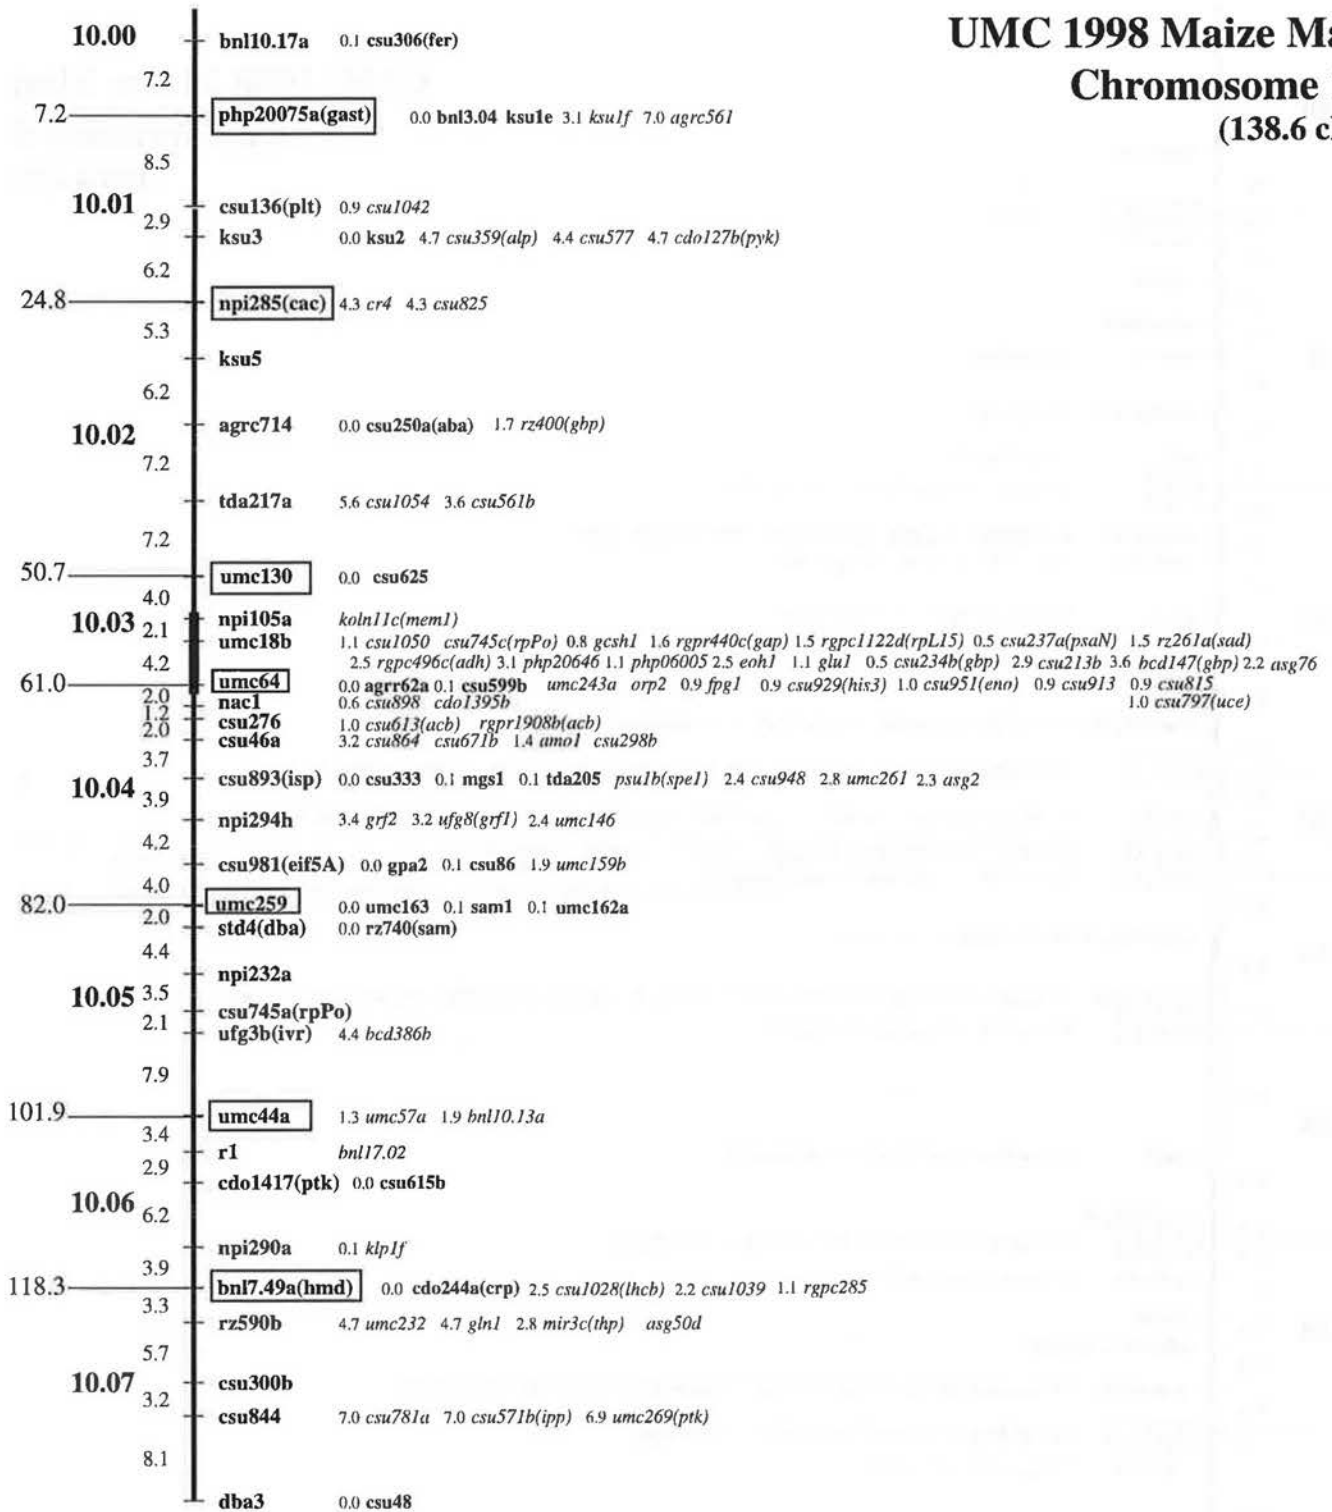 UMC 1998 Maize Ma
Chromosome
(138.6 c
10.00 bnl10.17a 0.1 csu306(fer)
7.2
7.2 php20075a(gast) 0.0 bnl3.04 ksu1e 3.1 ksu1f 7.0 agrc561
8.5
10.01 csu136(plt) 0.9 csu1042
2.9
ksu3 0.0 ksu2 4.7 csu359(alp) 4.4 csu577 4.7 cdo127b(pyk)
6.2
24.8 npi285(cac) 4.3 cr4 4.3 csu825
5.3
ksu5
6.2
10.02 agrc714 0.0 csu250a(aba) 1.7 rz400(gbp)
7.2
tda217a 5.6 csu1054 3.6 csu561b
7.2
50.7 umc130 0.0 csu625
4.0
10.03 npi105a koln11c(mem1)
2.1
umc18b 1.1 csu1050 csu745c(rpPo) 0.8 gcsh1 1.6 rgpr440c(gap) 1.5 rgpc1122d(rpL15) 0.5 csu237a(psaN) 1.5 rz261a(sad)
4.2 2.5 rgpc496c(adh) 3.1 php20646 1.1 php06005 2.5 eoh1 1.1 glu1 0.5 csu234b(gbp) 2.9 csu213b 3.6 bcd147(gbp) 2.2 asg76
61.0 umc64 0.0 agrr62a 0.1 csu599b umc243a orp2 0.9 fpg1 0.9 csu929(his3) 1.0 csu951(eno) 0.9 csu913 0.9 csu815
2.0
nac1 0.6 csu898 cdo1395b 1.0 csu797(uce)
1.2
csu276 1.0 csu613(acb) rgpr1908b(acb)
2.0
csu46a 3.2 csu864 csu671b 1.4 amo1 csu298b
3.7
10.04 csu893(isp) 0.0 csu333 0.1 mgs1 0.1 tda205 psu1b(spe1) 2.4 csu948 2.8 umc261 2.3 asg2
3.9
npi294h 3.4 grf2 3.2 ufg8(grf1) 2.4 umc146
4.2
csu981(eif5A) 0.0 gpa2 0.1 csu86 1.9 umc159b
4.0
82.0 umc259 0.0 umc163 0.1 sam1 0.1 umc162a
2.0
std4(dba) 0.0 rz740(sam)
4.4
npi232a
10.05 3.5
csu745a(rpPo)
2.1
ufg3b(ivr) 4.4 bcd386b
7.9
101.9 umc44a 1.3 umc57a 1.9 bnl10.13a
3.4
r1 bnl17.02
2.9
cdo1417(ptk) 0.0 csu615b
10.06
6.2
npi290a 0.1 klp1f
3.9
118.3 bnl7.49a(hmd) 0.0 cdo244a(crp) 2.5 csu1028(lhcb) 2.2 csu1039 1.1 rgpc285
3.3
rz590b 4.7 umc232 4.7 gln1 2.8 mir3c(thp) asg50d
5.7
10.07 csu300b
3.2
csu844 7.0 csu781a 7.0 csu571b(ipp) 6.9 umc269(ptk)
8.1
dba3 0.0 csu48